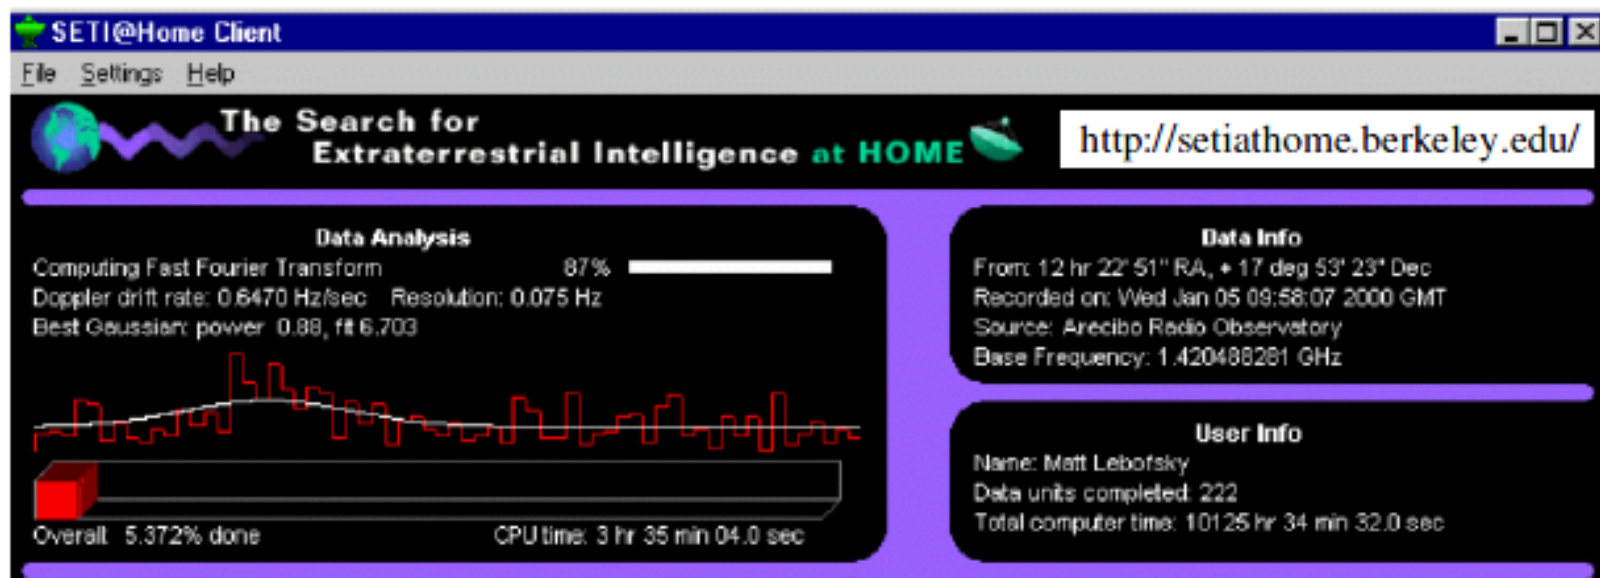 SETI@Home Client
File Settings Help
The Search for
Extraterrestrial Intelligence at HOME
http://setiathome.berkeley.edu/
Data Analysis
Computing Fast Fourier Transform 87%
Doppler drift rate: 0.6470 Hz/sec Resolution: 0.075 Hz
Best Gaussian: power 0.88, fit 6.703
Overall: 5.372% done CPU time: 3 hr 35 min 04.0 sec
Data Info
From: 12 hr 22' 51" RA, + 17 deg 53' 23" Dec
Recorded on: Wed Jan 05 09:58:07 2000 GMT
Source: Arecibo Radio Observatory
Base Frequency: 1.420488281 GHz
User Info
Name: Matt Lebofsky
Data units completed: 222
Total computer time: 10125 hr 34 min 32.0 sec